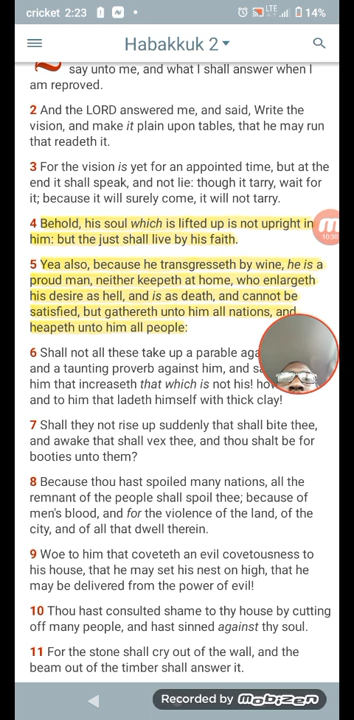 cricket 2:23
LTE
14%
Habakkuk 2
say unto me, and what I shall answer when I
am reproved.
2 And the LORD answered me, and said, Write the
vision, and make it plain upon tables, that he may run
that readeth it.
3 For the vision is yet for an appointed time, but at the
end it shall speak, and not lie: though it tarry, wait for
it; because it will surely come, it will not tarry.
4 Behold, his soul which is lifted up is not upright in
him: but the just shall live by his faith.
5 Yea also, because he transgresseth by wine, he is a
proud man, neither keepeth at home, who enlargeth
his desire as hell, and is as death, and cannot be
satisfied, but gathereth unto him all nations, and
heapeth unto him all people:
6 Shall not all these take up a parable
and a taunting proverb against him, and
him that increaseth that which is not his!
and to him that ladeth himself with thick clay!
7 Shall they not rise up suddenly that shall bite thee,
and awake that shall vex thee, and thou shalt be for
booties unto them?
8 Because thou hast spoiled many nations, all the
remnant of the people shall spoil thee; because of
men's blood, and for the violence of the land, of the
city, and of all that dwell therein.
9 Woe to him that coveteth an evil covetousness to
his house, that he may set his nest on high, that he
may be delivered from the power of evil!
10 Thou hast consulted shame to thy house by cutting
off many people, and hast sinned against thy soul.
11 For the stone shall cry out of the wall, and the
beam out of the timber shall answer it.
Recorded by mobizen